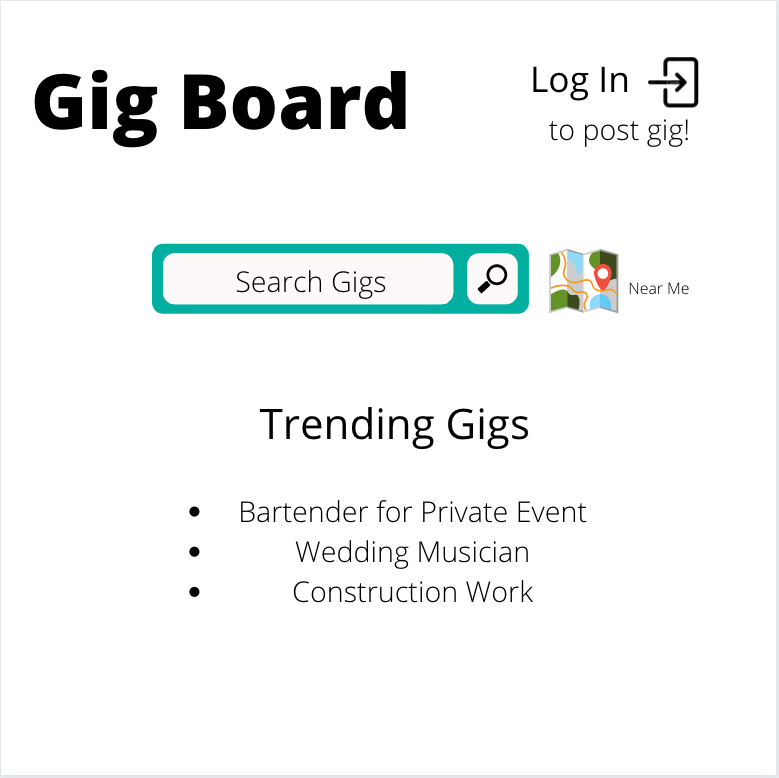 Gig Board
Log In
to post gig!
Search Gigs
Near Me
Trending Gigs
• Bartender for Private Event
• Wedding Musician
• Construction Work